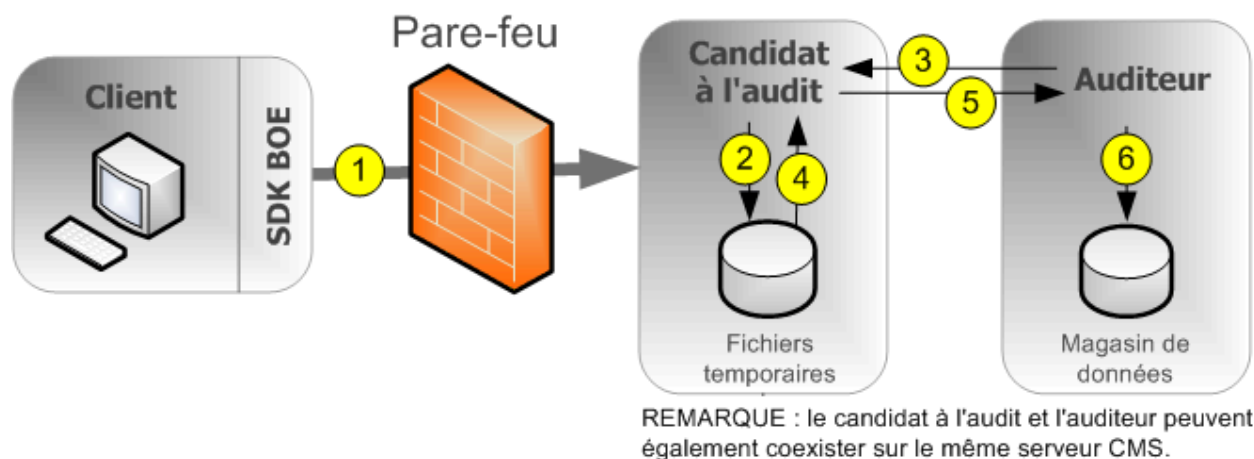 Pare-feu
Client
SDK BOE
1
Candidat
à l'audit
3
5
Auditeur
2
4
6
Fichiers
temporaires
Magasin de
données
REMARQUE : le candidat à l'audit et l'auditeur peuvent
également coexister sur le même serveur CMS.